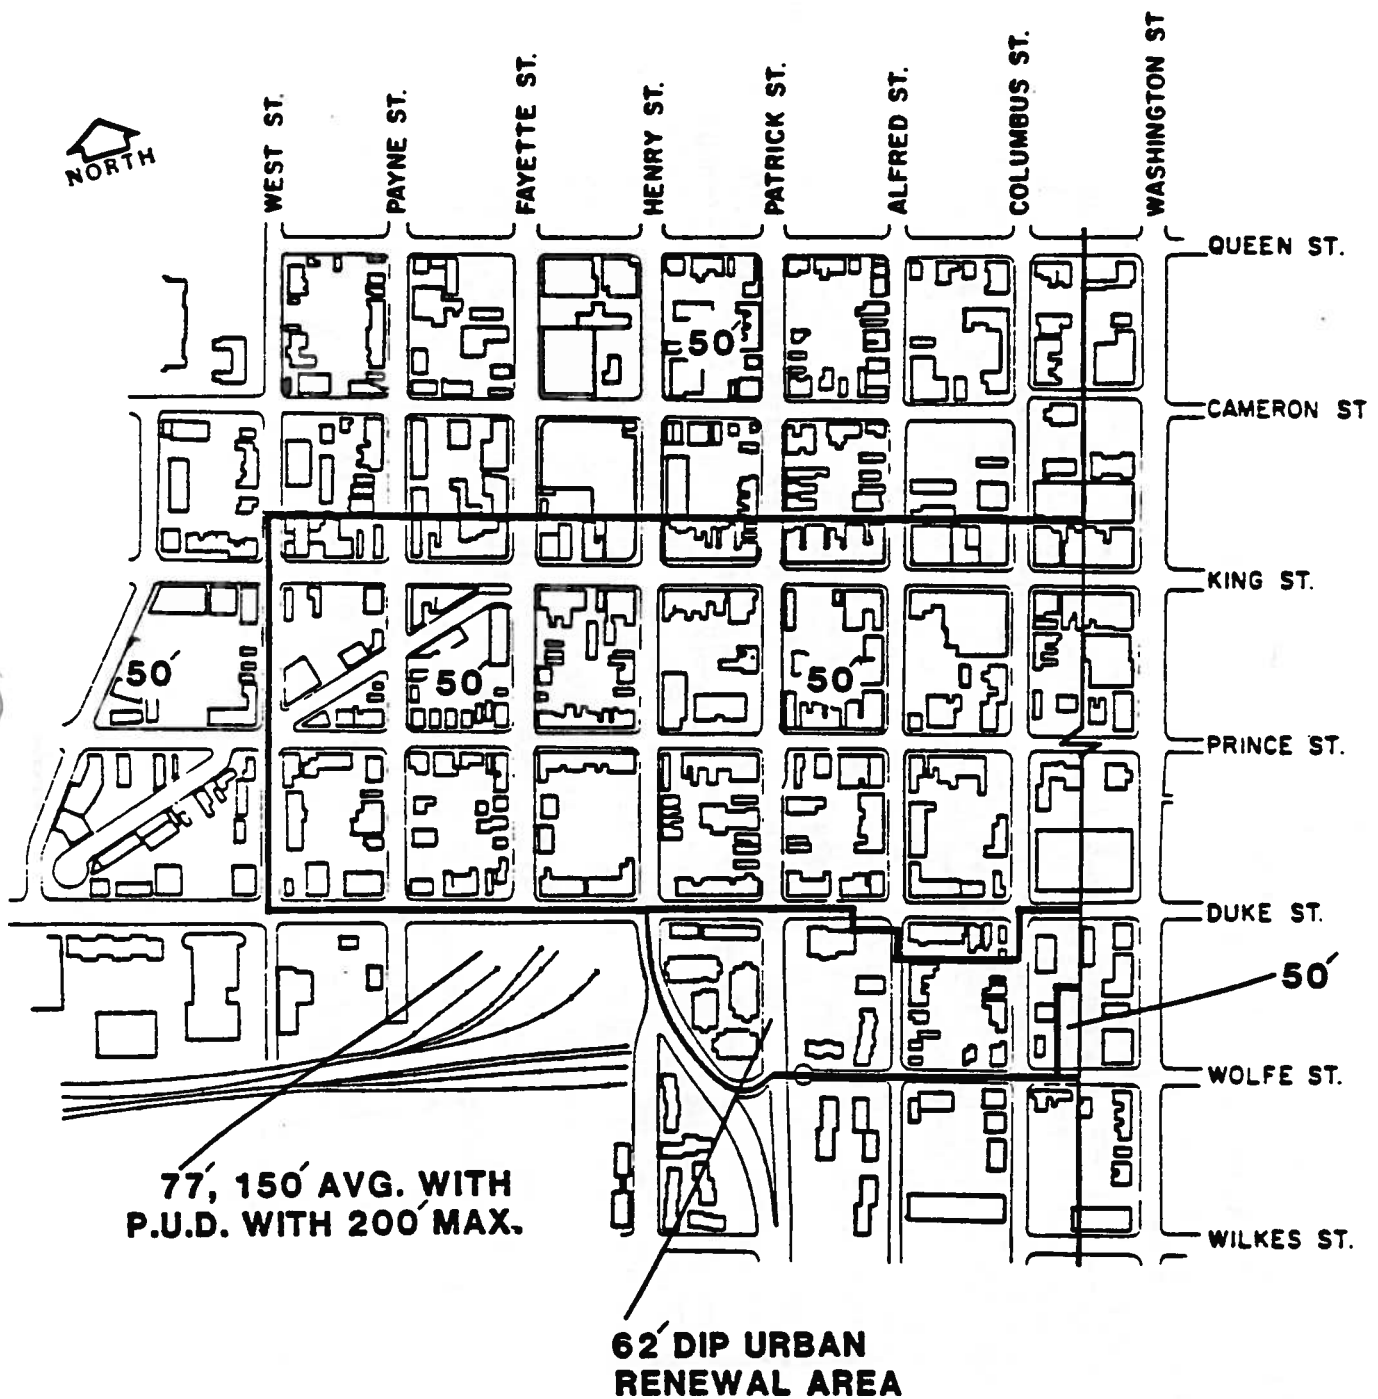 NORTH
WEST ST.
PAYNE ST.
FAYETTE ST.
HENRY ST.
PATRICK ST.
ALFRED ST.
COLUMBUS ST.
WASHINGTON ST
QUEEN ST.
50'
CAMERON ST
KING ST.
50'
50'
50'
PRINCE ST.
DUKE ST.
50'
WOLFE ST.
77', 150' AVG. WITH
P.U.D. WITH 200' MAX.
WILKES ST.
62' DIP URBAN
RENEWAL AREA